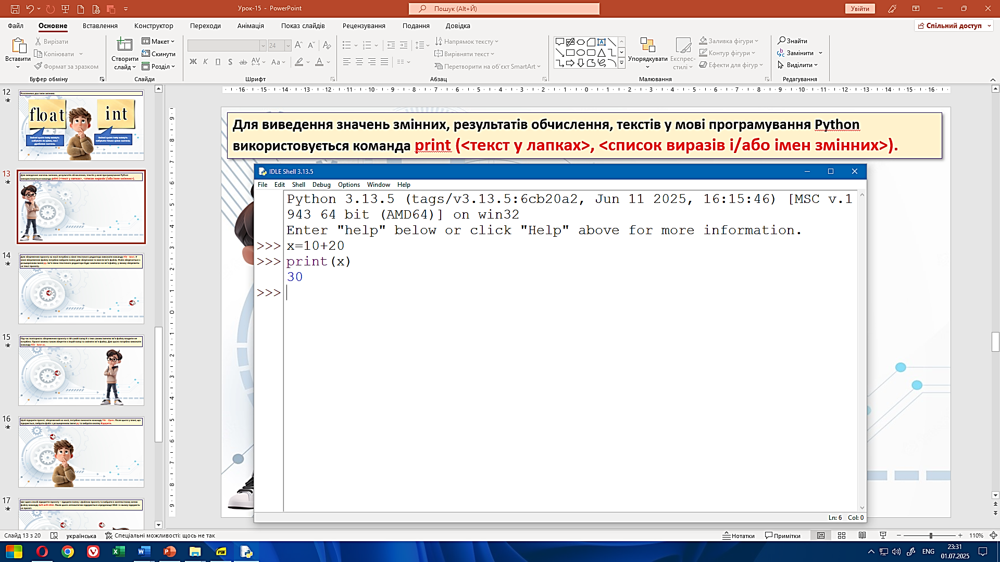 Урок-15 - PowerPoint
Пошук (Alt+Й)
Увійти
Файл
Основне
Вставлення
Конструктор
Переходи
Анімація
Показ слайдів
Рецензування
Подання
Довідка
Спільний доступ
Вставити
Вирізати
Копіювати
Формат за зразком
Буфер обміну
Створити слайд
Макет
Скинути
Розділ
Слайди
24
Ж К П S ab AV Aa A
Шрифт
Напрямок тексту
Вирівняти текст
Перетворити на об'єкт SmartArt
Абзац
Упорядкувати
Експрес-стилі
Заливка фігури
Контур фігури
Ефекти для фігур
Малювання
Знайти
Замінити
Виділити
Редагування
12
float
int
13
14
15
16
17
Для виведення значень змінних, результатів обчислення, текстів у мові програмування Python
використовується команда print (<текст у лапках>, <список виразів і/або імен змінних>).
IDLE Shell 3.13.5
File Edit Shell Debug Options Window Help
Python 3.13.5 (tags/v3.13.5:6cb20a2, Jun 11 2025, 16:15:46) [MSC v.1
943 64 bit (AMD64)] on win32
Enter "help" below or click "Help" above for more information.
>>> x=10+20
>>> print(x)
30
>>>
Ln: 6 Col: 0
Слайд 13 з 20
українська
Спеціальні можливості: щось не так
Нотатки
Примітки
110%
ENG
23:31
01.07.2025